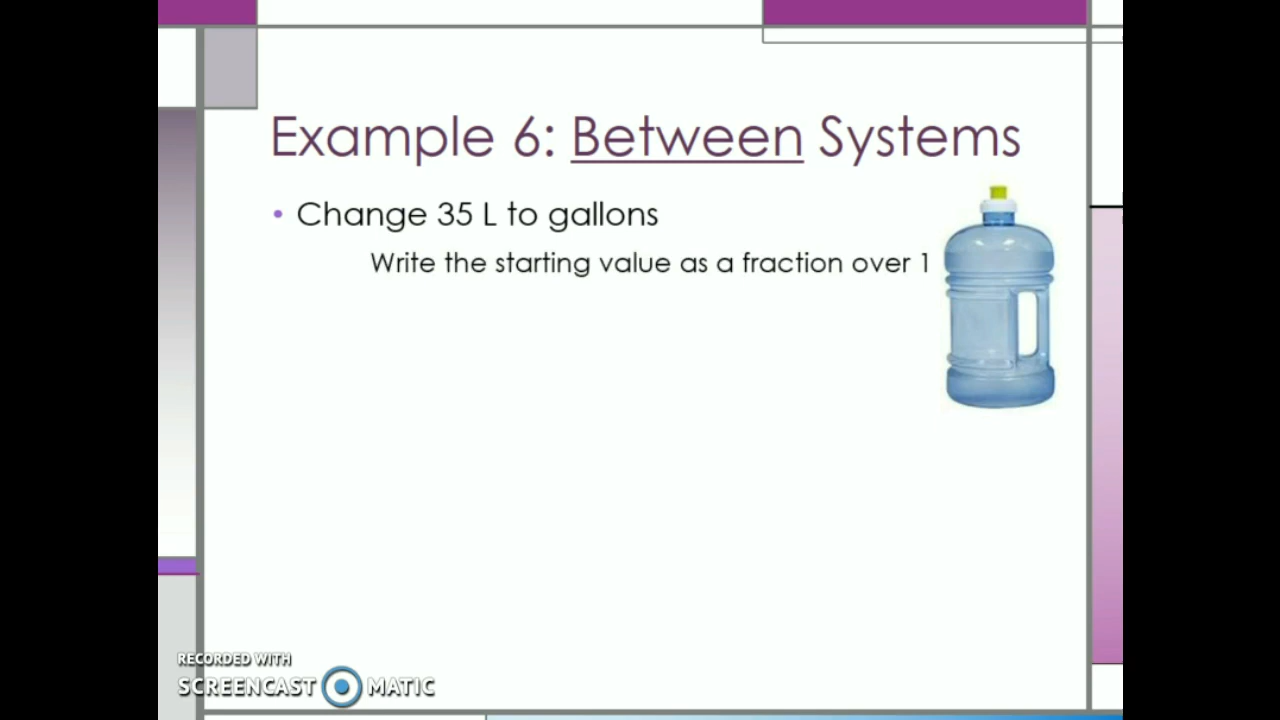 Example 6: Between Systems
• Change 35 L to gallons
Write the starting value as a fraction over 1
RECORDED WITH
SCREENCAST MATIC